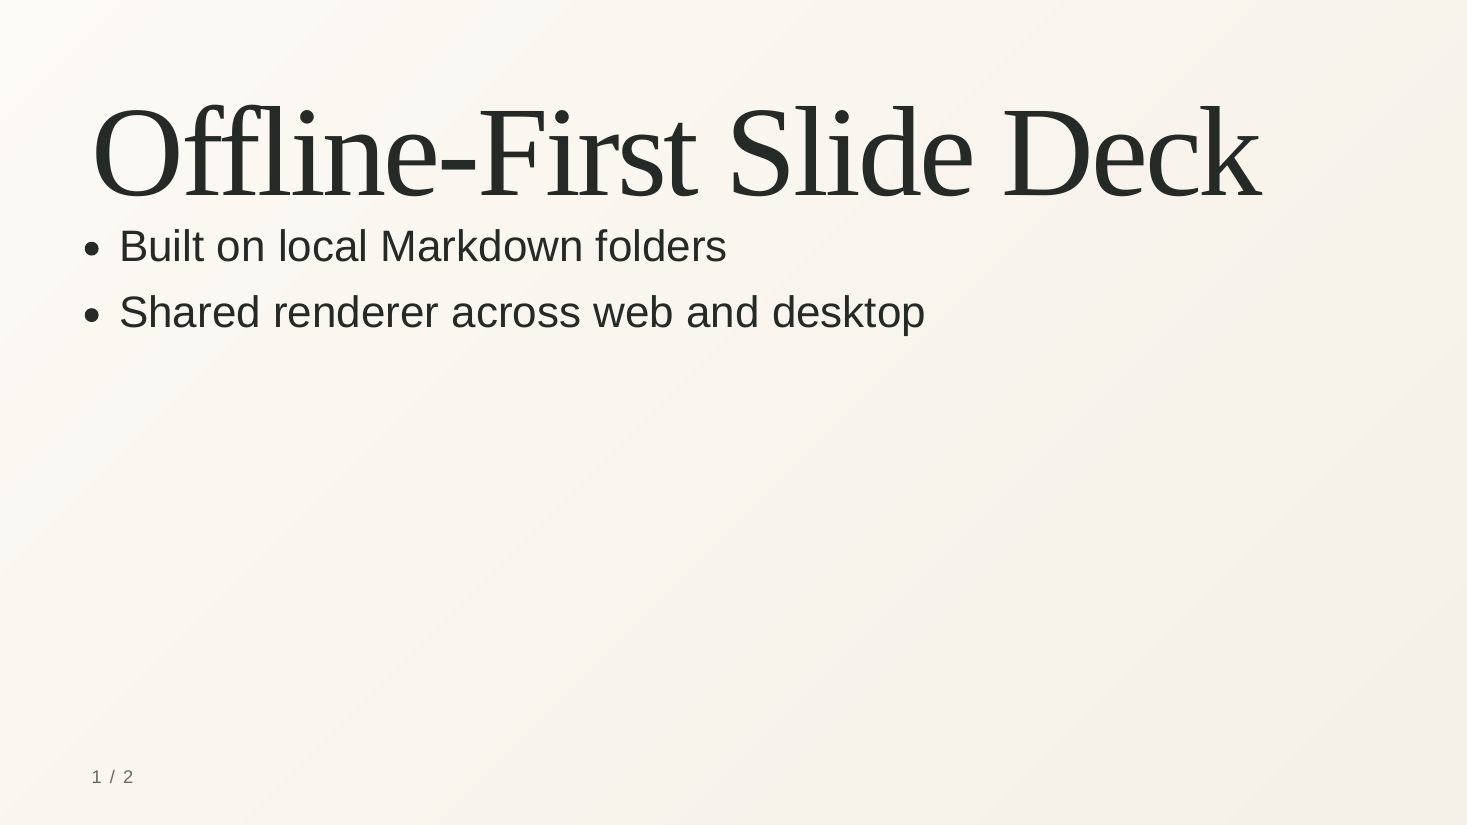 Offline-First Slide Deck
• Built on local Markdown folders
• Shared renderer across web and desktop
1 / 2